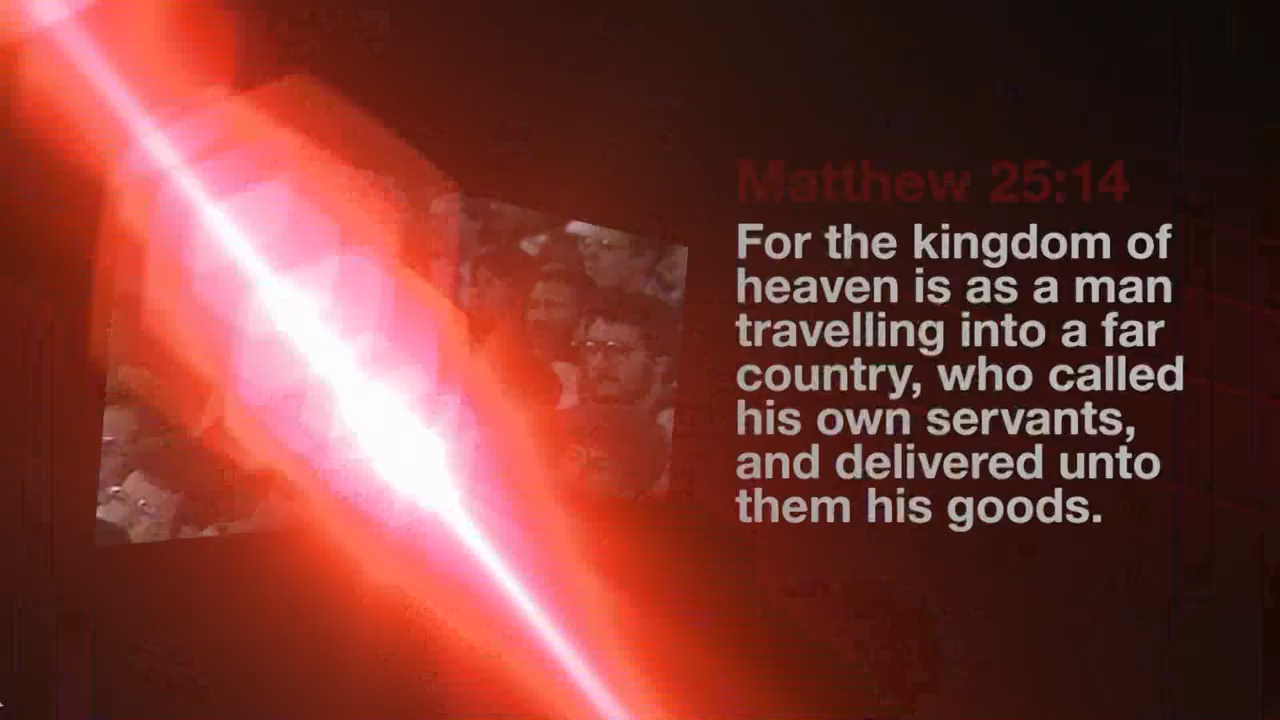 Matthew 25:14
For the kingdom of
heaven is as a man
travelling into a far
country, who called
his own servants,
and delivered unto
them his goods.